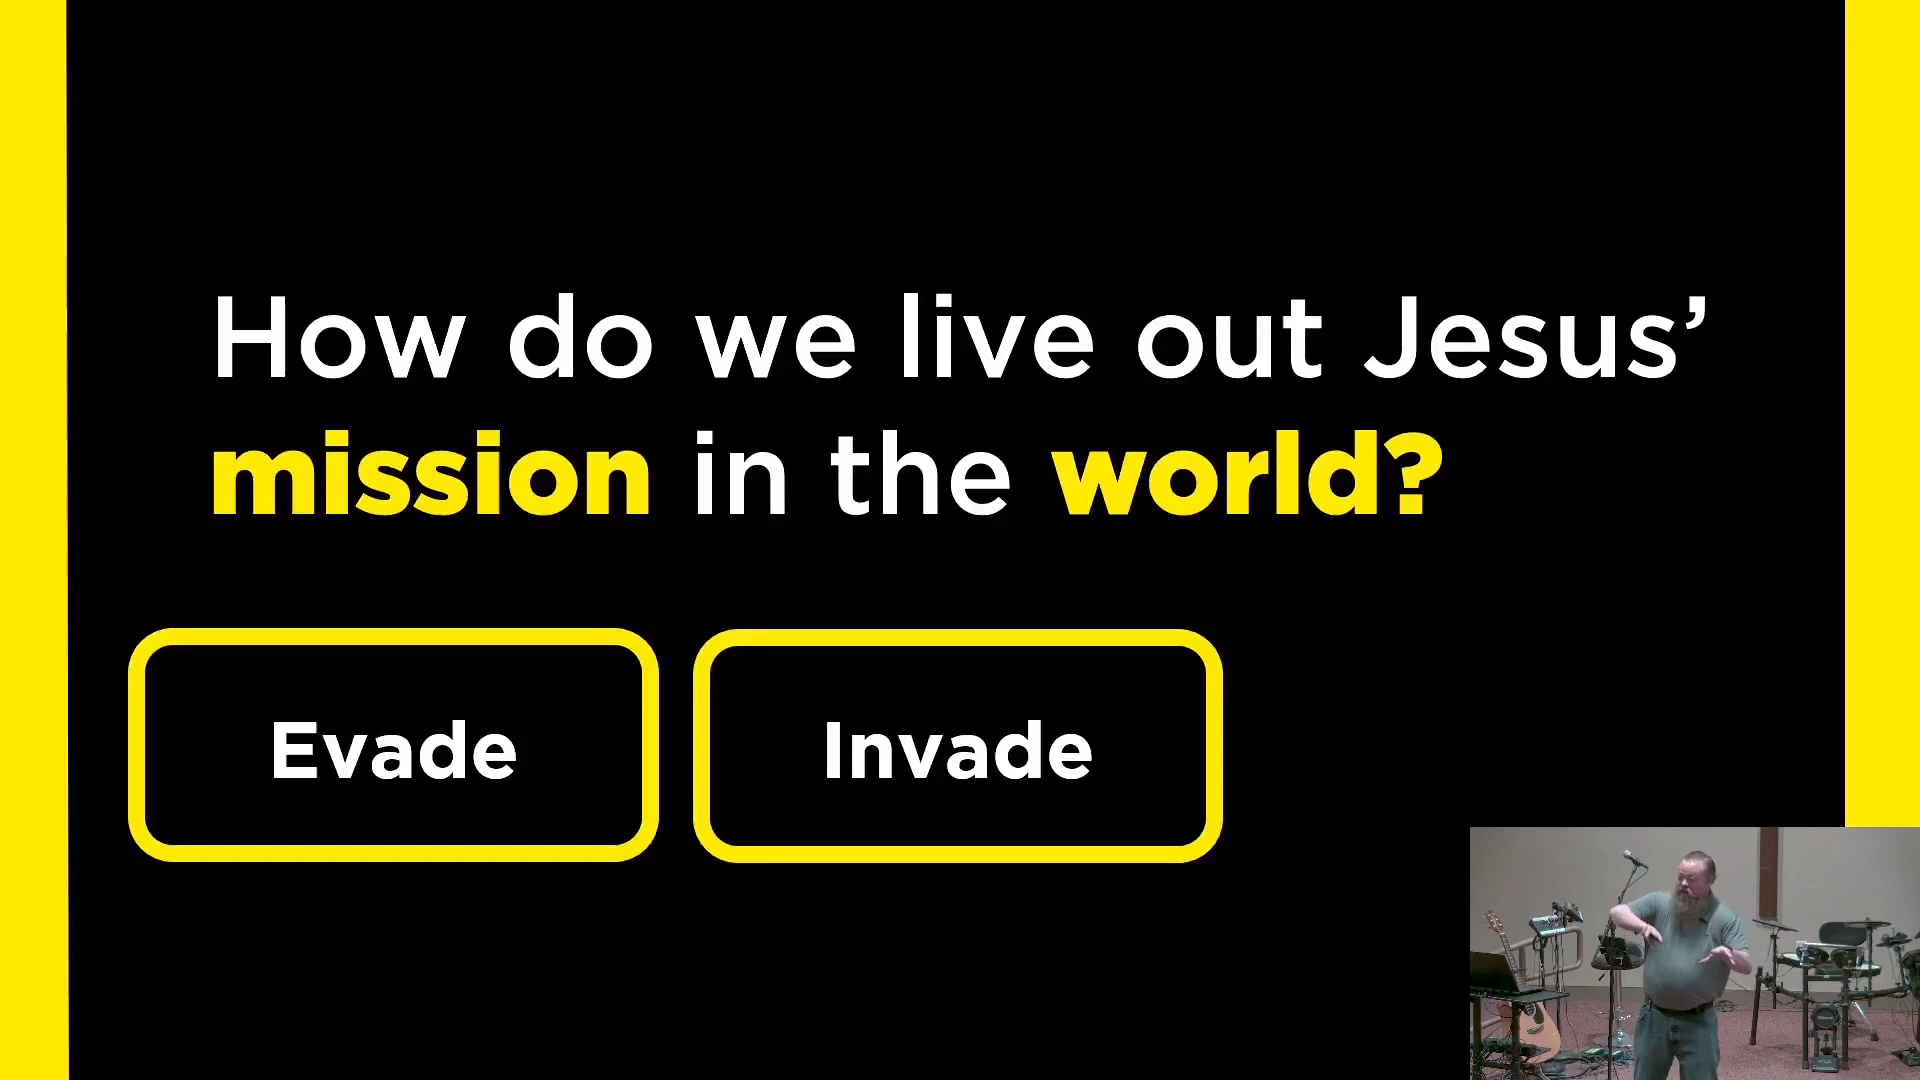 How do we live out Jesus’
mission in the world?
Evade
Invade